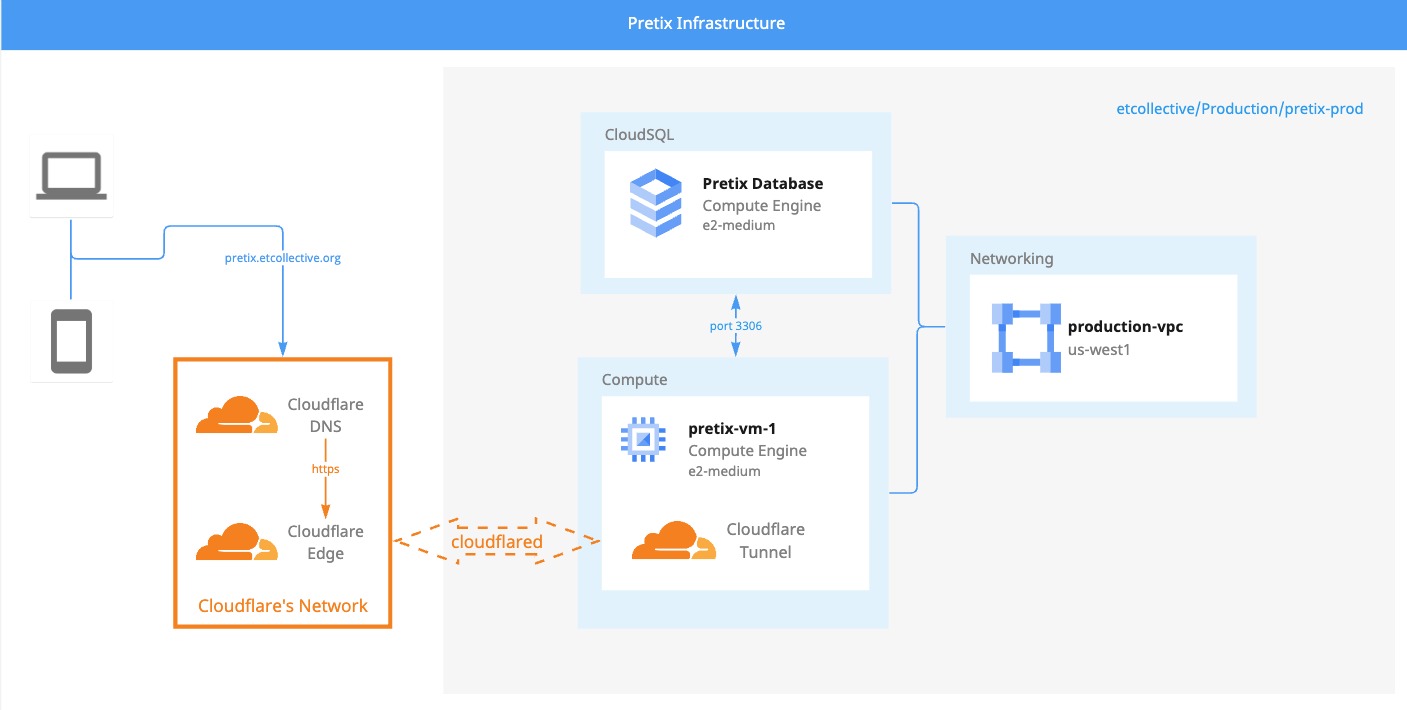 Pretix Infrastructure
etcollective/Production/pretix-prod
CloudSQL
Pretix Database
Compute Engine
e2-medium
pretix.etcollective.org
Networking
production-vpc
us-west1
port 3306
Compute
pretix-vm-1
Compute Engine
e2-medium
Cloudflare
Tunnel
Cloudflare
DNS
https
Cloudflare
Edge
Cloudflare's Network
cloudflared